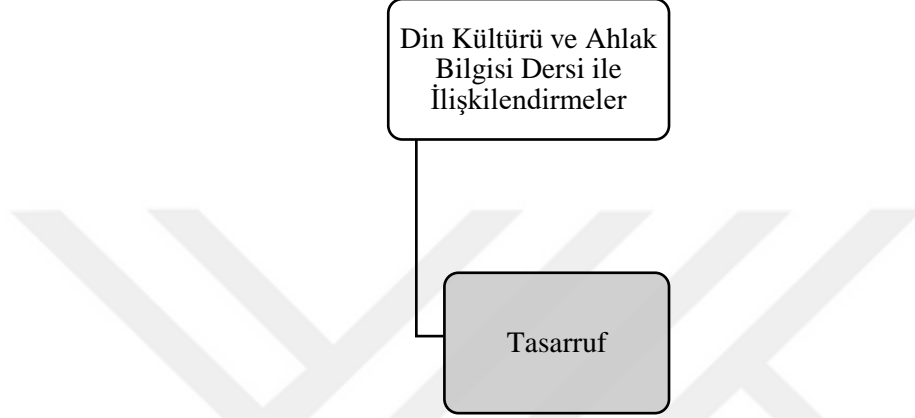 Din Kültürü ve Ahlak
Bilgisi Dersi ile
İlişkilendirmeler
Tasarruf